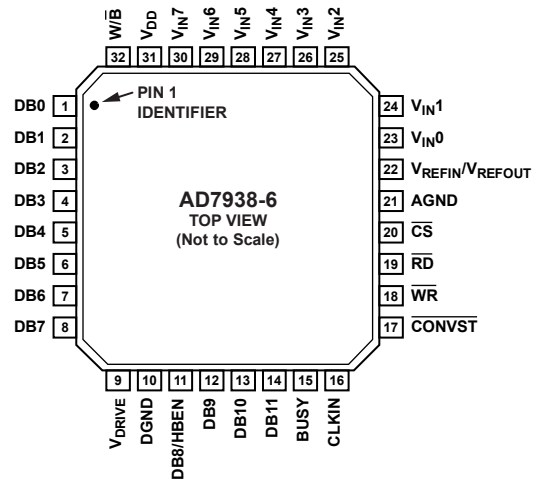 W/B̅
VDD
VIN7
VIN6
VIN5
VIN4
VIN3
VIN2
32 31 30 29 28 27 26 25
PIN 1
IDENTIFIER
DB0 1
DB1 2
DB2 3
DB3 4
DB4 5
DB5 6
DB6 7
DB7 8
AD7938-6
TOP VIEW
(Not to Scale)
24 VIN1
23 VIN0
22 VREFIN/VREFOUT
21 AGND
20 C̅S̅
19 R̅D̅
18 W̅R̅
17 C̅O̅N̅V̅S̅T̅
9 10 11 12 13 14 15 16
VDRIVE
DGND
DB8/HBEN
DB9
DB10
DB11
BUSY
CLKIN